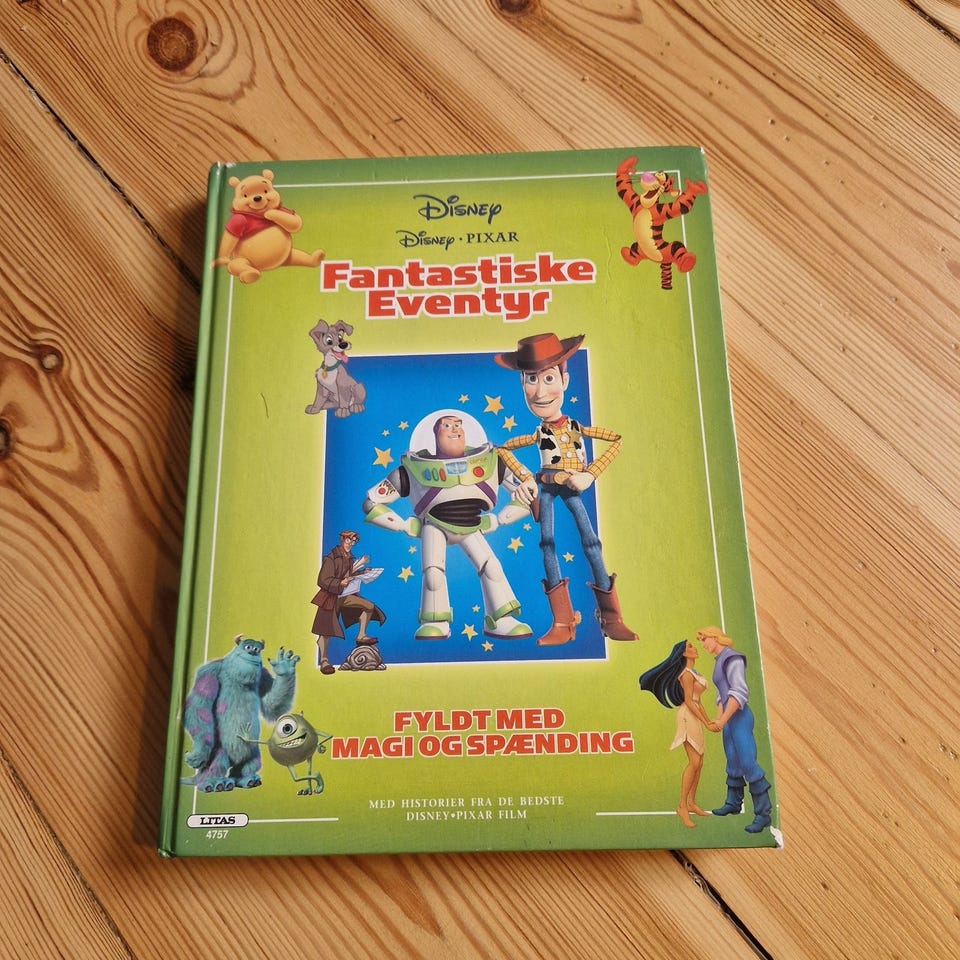 Disney
Disney • PIXAR
Fantastiske
Eventyr
FYLDT MED
MAGI OG SPÆNDING
MED HISTORIER FRA DE BEDSTE
DISNEY•PIXAR FILM
LITAS
4757